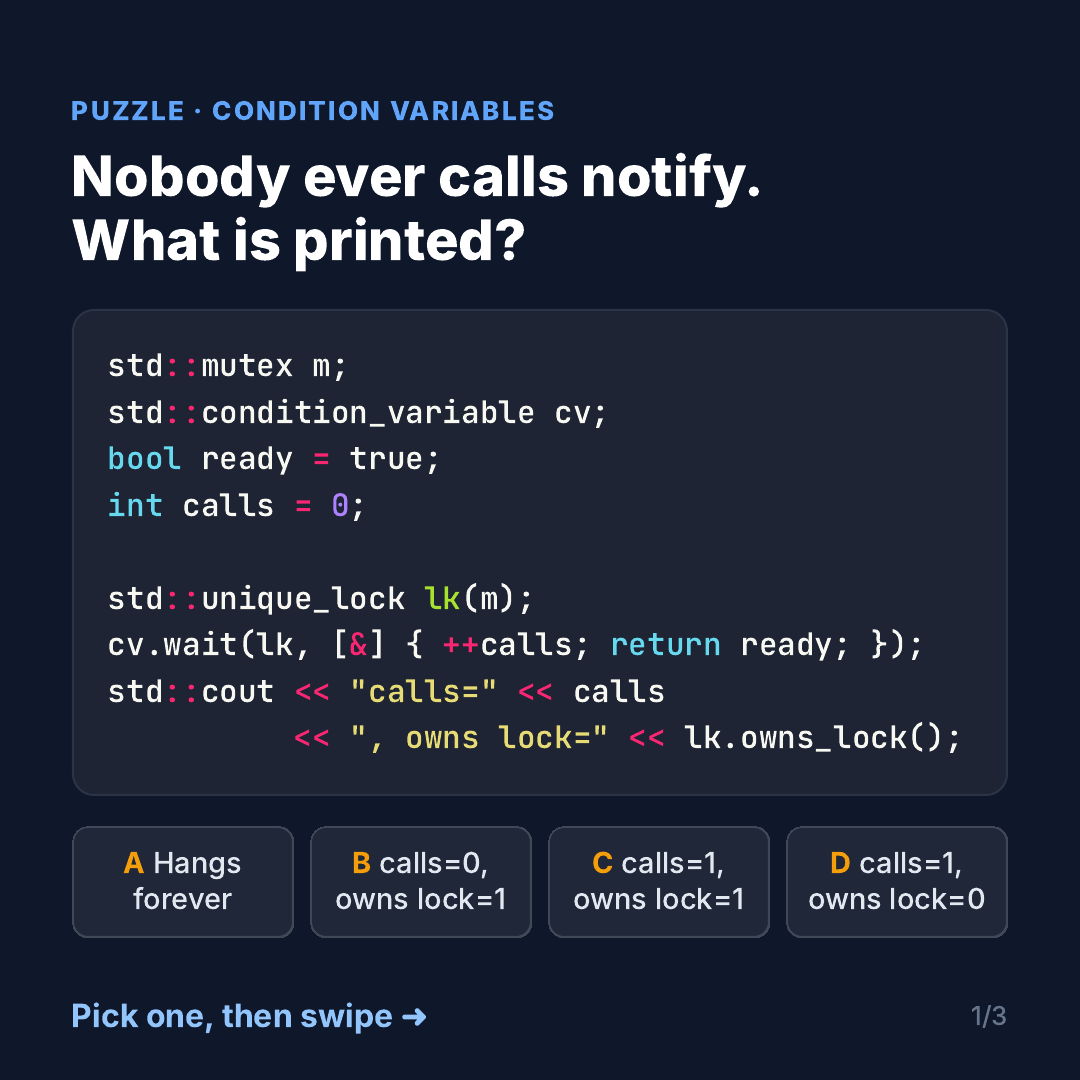 PUZZLE · CONDITION VARIABLES
Nobody ever calls notify.
What is printed?
std::mutex m;
std::condition_variable cv;
bool ready = true;
int calls = 0;
std::unique_lock lk(m);
cv.wait(lk, [&] { ++calls; return ready; });
std::cout << "calls=" << calls
<< ", owns lock=" << lk.owns_lock();
A Hangs
forever
B calls=0,
owns lock=1
C calls=1,
owns lock=1
D calls=1,
owns lock=0
Pick one, then swipe ➜
1/3